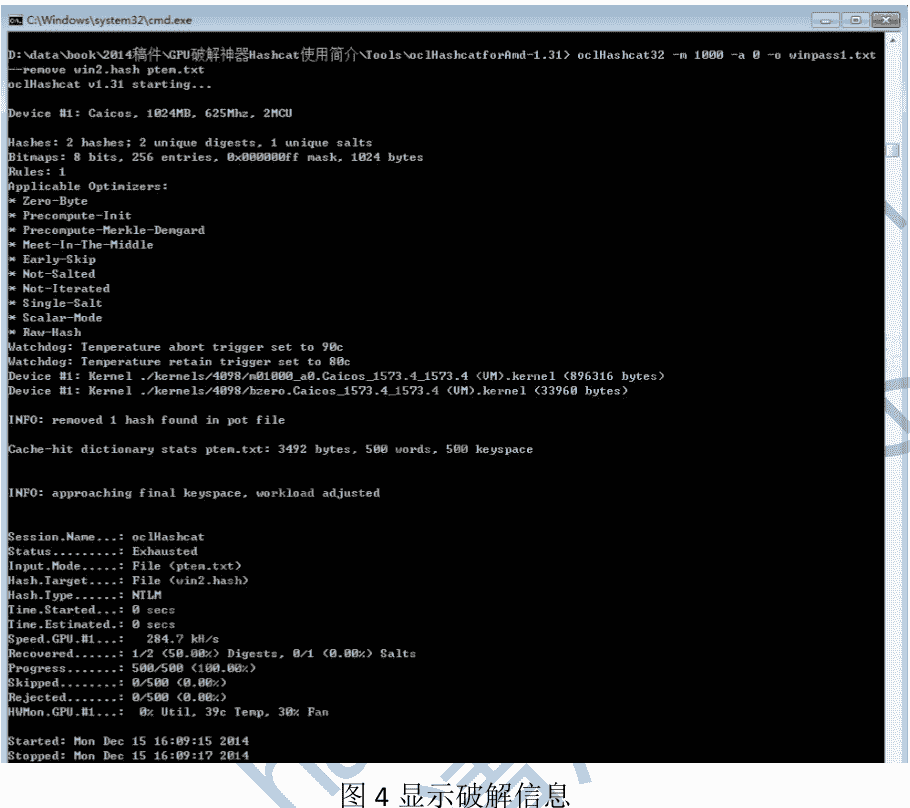 C:\Windows\system32\cmd.exe
D:\data\book\2014稿件\GPU破解神器Hashcat使用简介\Tools\oclHashcatforAmd-1.31> oclHashcat32 -m 1000 -a 0 -o winpass1.txt
--remove win2.hash ptem.txt
oclHashcat v1.31 starting...
Device #1: Caicos, 1024MB, 625Mhz, 2MCU
Hashes: 2 hashes; 2 unique digests, 1 unique salts
Bitmaps: 8 bits, 256 entries, 0x000000ff mask, 1024 bytes
Rules: 1
Applicable Optimizers:
* Zero-Byte
* Precompute-Init
* Precompute-Merkle-Demgard
* Meet-In-The-Middle
* Early-Skip
* Not-Salted
* Not-Iterated
* Single-Salt
* Scalar-Mode
* Raw-Hash
Watchdog: Temperature abort trigger set to 90c
Watchdog: Temperature retain trigger set to 80c
Device #1: Kernel ./kernels/4098/m01000_a0.Caicos_1573.4_1573.4 (VM).kernel (896316 bytes)
Device #1: Kernel ./kernels/4098/bzero.Caicos_1573.4_1573.4 (VM).kernel (33960 bytes)
INFO: removed 1 hash found in pot file
Cache-hit dictionary stats ptem.txt: 3492 bytes, 500 words, 500 keyspace
INFO: approaching final keyspace, workload adjusted
Session.Name...: oclHashcat
Status.........: Exhausted
Input.Mode.....: File (ptem.txt)
Hash.Target....: File (win2.hash)
Hash.Type......: NTLM
Time.Started...: 0 secs
Time.Estimated.: 0 secs
Speed.GPU.#1...:   284.7 kH/s
Recovered......: 1/2 (50.00%) Digests, 0/1 (0.00%) Salts
Progress.......: 500/500 (100.00%)
Skipped........: 0/500 (0.00%)
Rejected.......: 0/500 (0.00%)
HWMon.GPU.#1...:  0% Util, 39c Temp, 30% Fan
Started: Mon Dec 15 16:09:15 2014
Stopped: Mon Dec 15 16:09:17 2014
图 4 显示破解信息